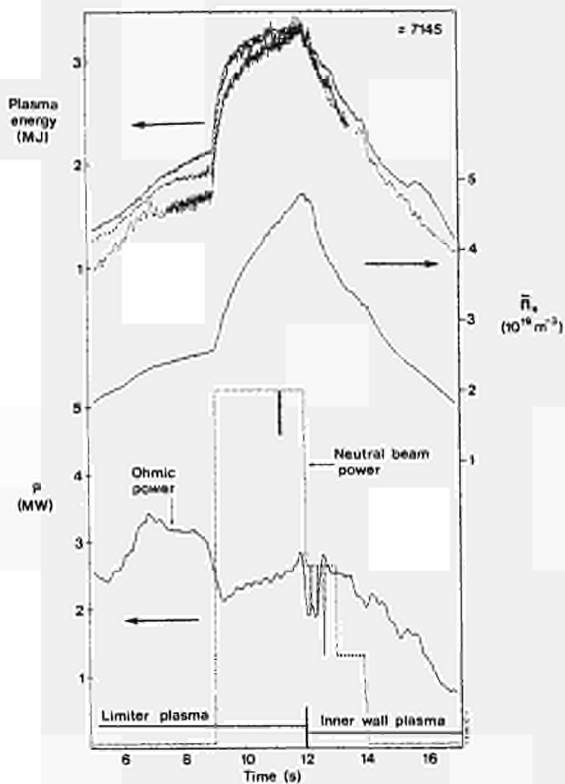 # 7145
3
Plasma
energy
(MJ)
2
1
5
4
3
2
1
n̄e
(10¹⁹ m⁻³)
5
4
3
2
1
P
(MW)
Ohmic
power
Neutral beam
power
Limiter plasma
Inner wall plasma
6 8 10 12 14 16
Time (s)